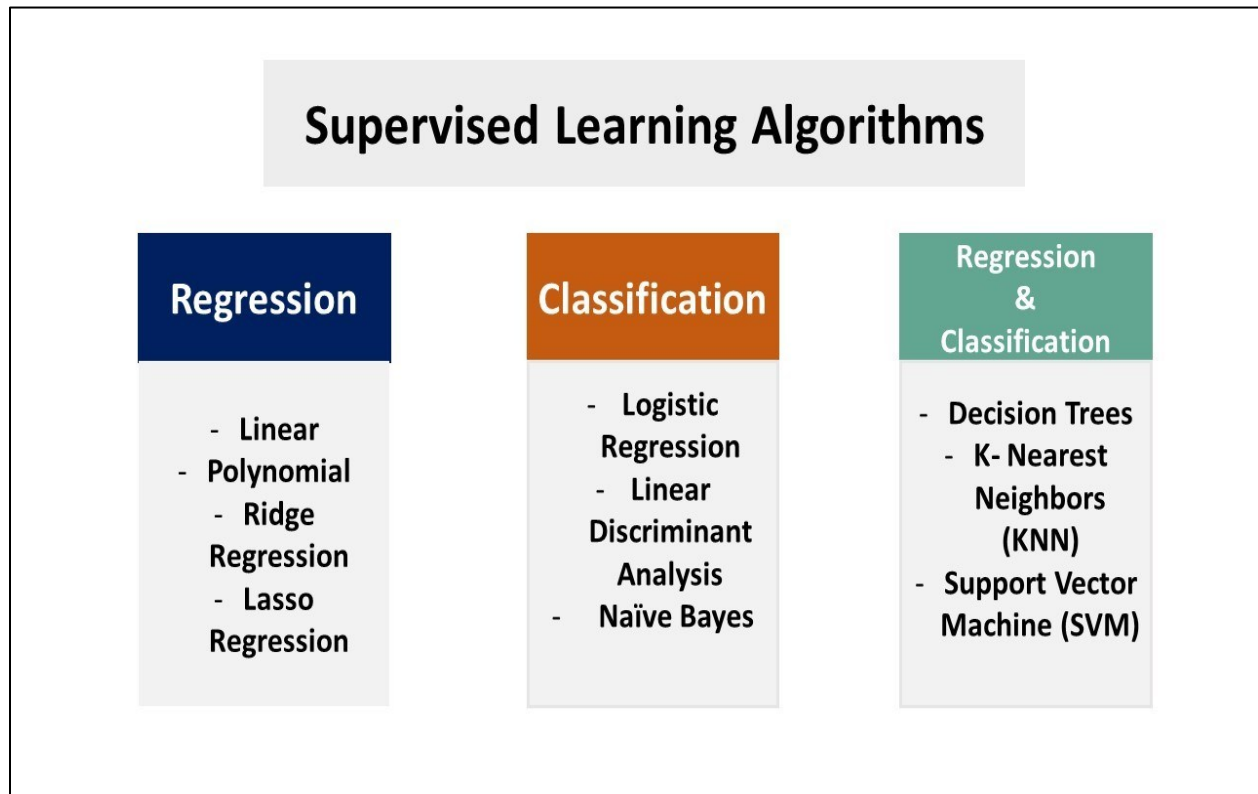 Supervised Learning Algorithms
Regression
- Linear
- Polynomial
- Ridge
Regression
- Lasso
Regression
Classification
- Logistic
Regression
- Linear
Discriminant
Analysis
- Naïve Bayes
Regression
&
Classification
- Decision Trees
- K- Nearest
Neighbors
(KNN)
- Support Vector
Machine (SVM)